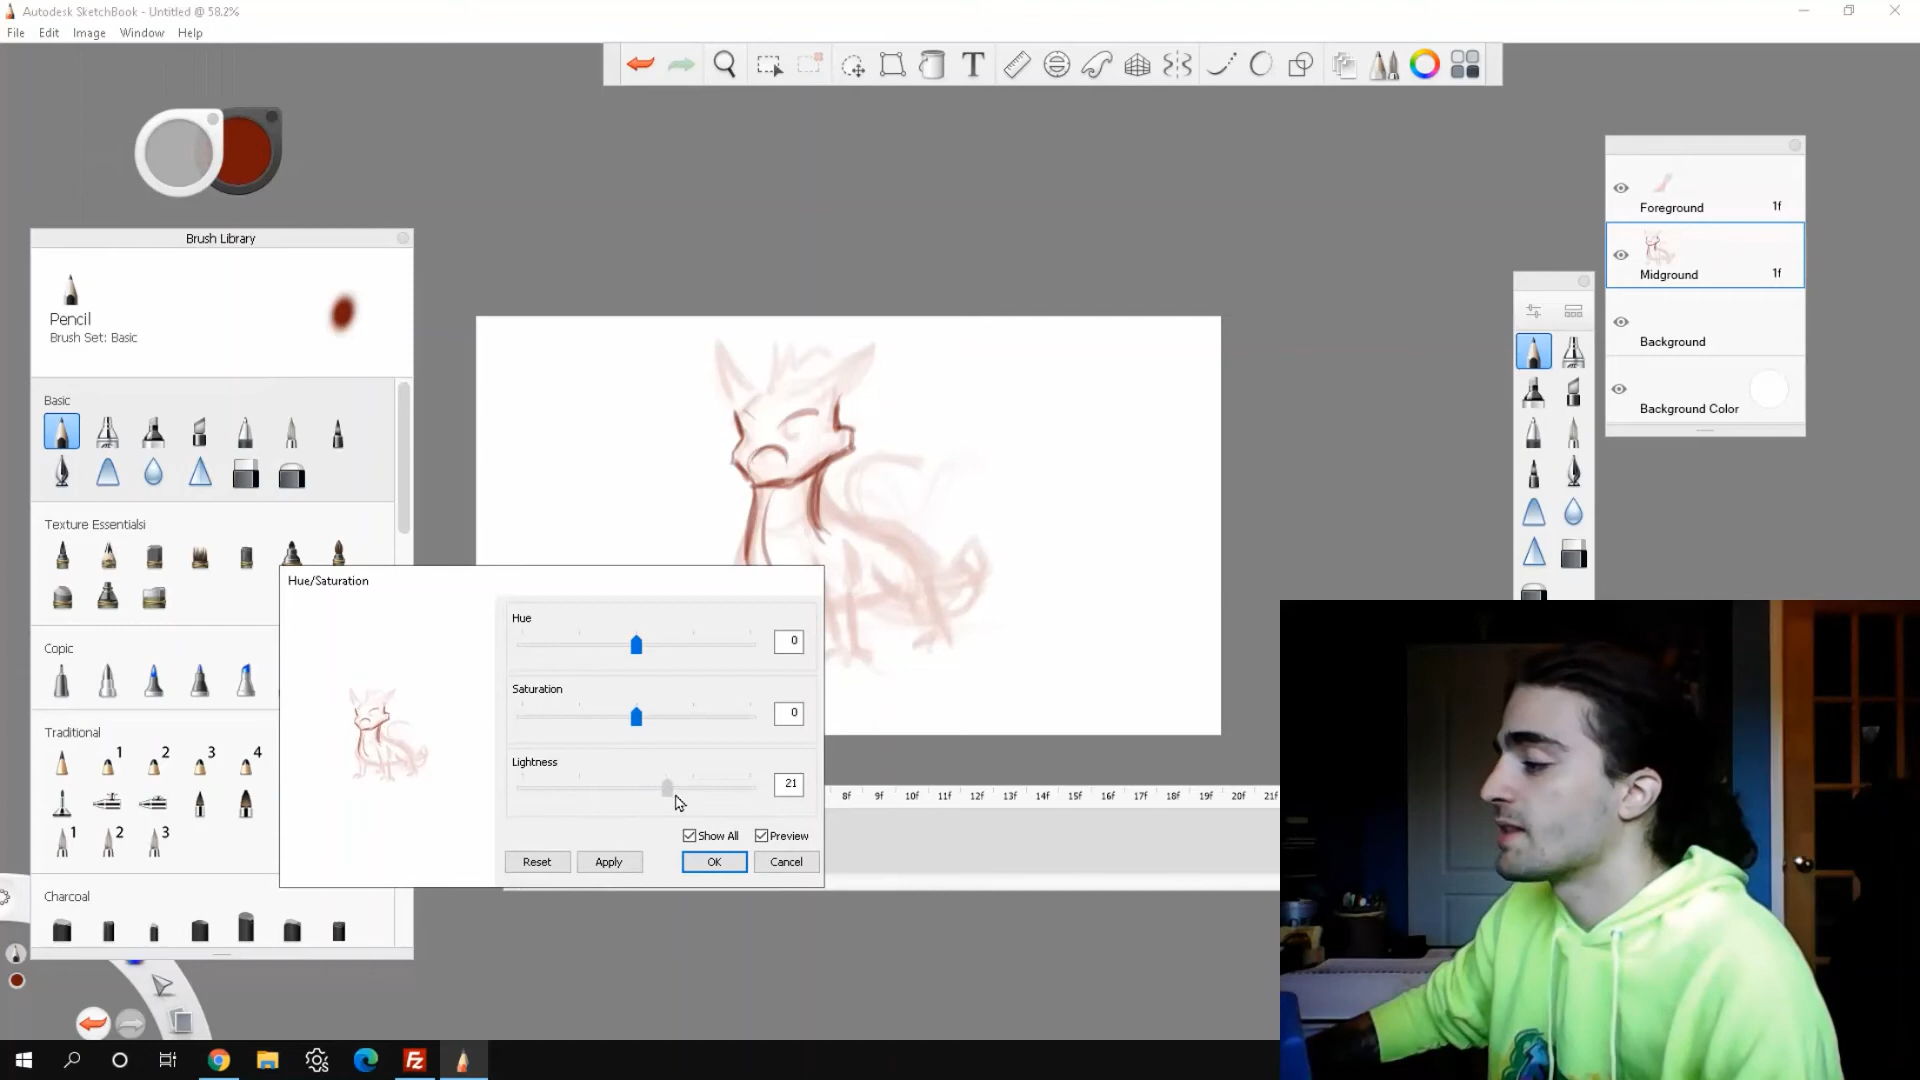 Autodesk SketchBook - Untitled @ 58.2%
File Edit Image Window Help
T
Brush Library
Pencil
Brush Set: Basic
Basic
Texture Essentials
Copic
Traditional
1 2 3 4
1 2 3
Charcoal
Foreground 1f
Midground 1f
Background
Background Color
Hue/Saturation
Hue
0
Saturation
0
Lightness
21
Show All Preview
Reset Apply OK Cancel
8f 9f 10f 11f 12f 13f 14f 15f 16f 17f 18f 19f 20f 21f
Fz